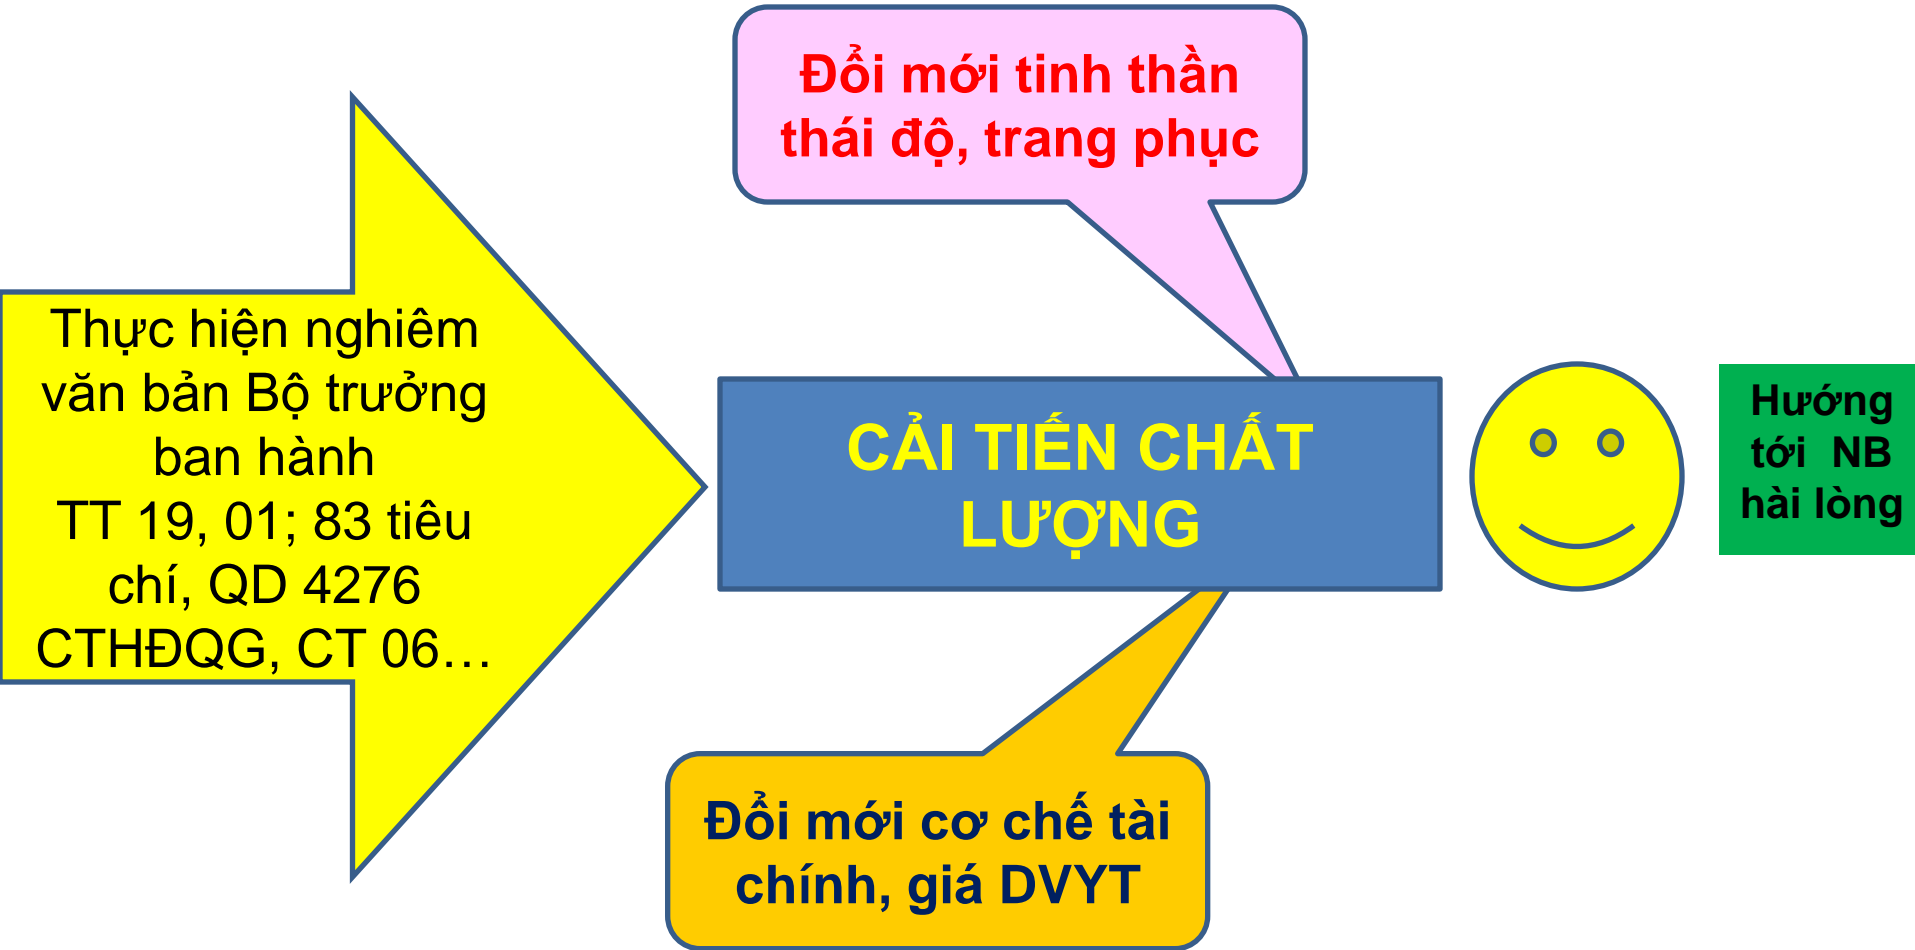 Đổi mới tinh thần
thái độ, trang phục
Thực hiện nghiêm
văn bản Bộ trưởng
ban hành
TT 19, 01; 83 tiêu
chí, QD 4276
CTHĐQG, CT 06…
CẢI TIẾN CHẤT
LƯỢNG
Hướng
tới NB
hài lòng
Đổi mới cơ chế tài
chính, giá DVYT